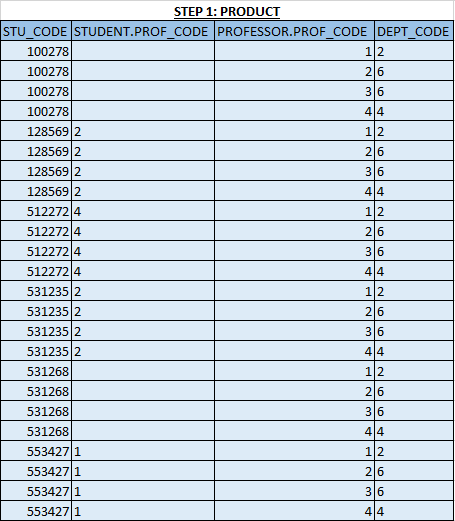 STEP 1: PRODUCT
STU_CODE STUDENT.PROF_CODE PROFESSOR.PROF_CODE DEPT_CODE
100278 1 2
100278 2 6
100278 3 6
100278 4 4
128569 2 1 2
128569 2 2 6
128569 2 3 6
128569 2 4 4
512272 4 1 2
512272 4 2 6
512272 4 3 6
512272 4 4 4
531235 2 1 2
531235 2 2 6
531235 2 3 6
531235 2 4 4
531268 1 2
531268 2 6
531268 3 6
531268 4 4
553427 1 1 2
553427 1 2 6
553427 1 3 6
553427 1 4 4